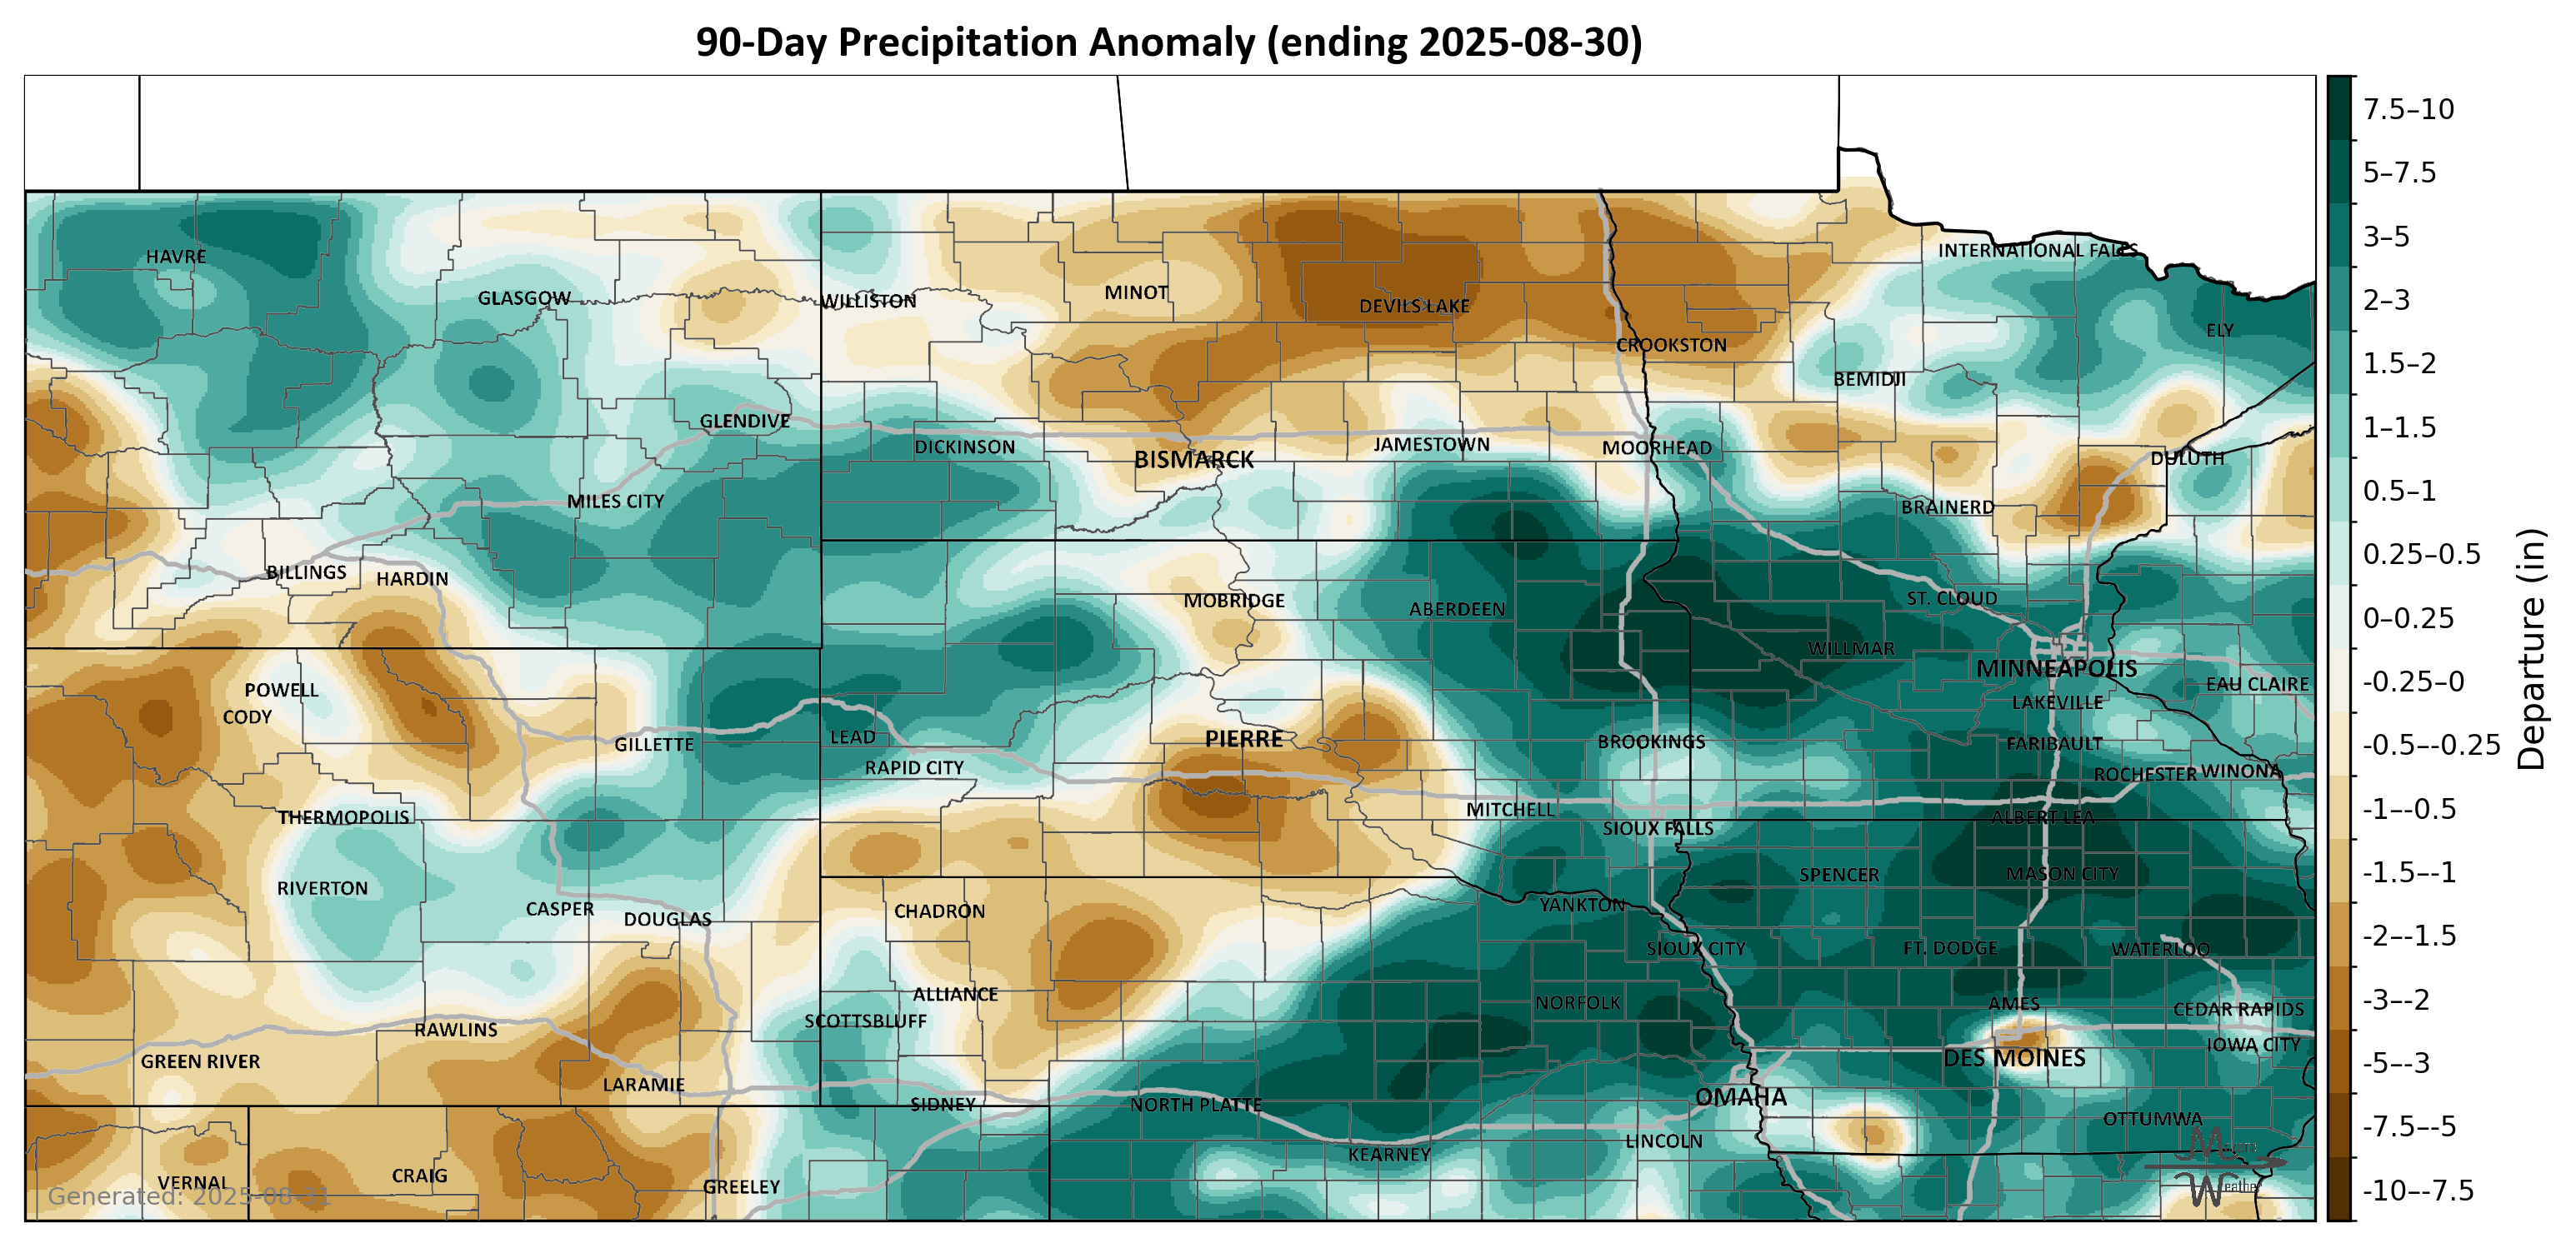 90-Day Precipitation Anomaly (ending 2025-08-30)
7.5–10
5–7.5
3–5
2–3
1.5–2
1–1.5
0.5–1
0.25–0.5
0–0.25
-0.25–0
-0.5–-0.25
-1–-0.5
-1.5–-1
-2–-1.5
-3–-2
-5–-3
-7.5–-5
-10–-7.5
Departure (in)
HAVRE
GLASGOW
WILLISTON
MINOT
DEVILS LAKE
CROOKSTON
INTERNATIONAL FALLS
ELY
BEMIDJI
GLENDIVE
DICKINSON
BISMARCK
JAMESTOWN
MOORHEAD
DULUTH
MILES CITY
BRAINERD
BILLINGS
HARDIN
MOBRIDGE
ABERDEEN
ST. CLOUD
WILLMAR
MINNEAPOLIS
EAU CLAIRE
POWELL
CODY
LAKEVILLE
GILLETTE
LEAD
PIERRE
BROOKINGS
FARIBAULT
RAPID CITY
ROCHESTER
WINONA
THERMOPOLIS
MITCHELL
SIOUX FALLS
ALBERT LEA
RIVERTON
SPENCER
MASON CITY
CASPER
DOUGLAS
CHADRON
YANKTON
SIOUX CITY
FT. DODGE
WATERLOO
ALLIANCE
NORFOLK
AMES
CEDAR RAPIDS
SCOTTSBLUFF
RAWLINS
IOWA CITY
GREEN RIVER
DES MOINES
LARAMIE
SIDNEY
NORTH PLATTE
OMAHA
OTTUMWA
LINCOLN
KEARNEY
VERNAL
CRAIG
GREELEY
Generated: 2025-08-31
Weather